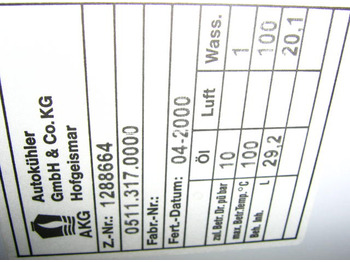 Autokühler
GmbH & Co. KG
AKG Hofgeismar
Z-Nr.: 1288664
0511.317.0000
Fabr.-Nr.:
Fert.-Datum: 04-2000
Öl Luft Wass.
zul. Betr. Dr. pü bar 10 1
max. Betr. Temp. °C 100 100
Beh. Inh. L 29,2 20,1